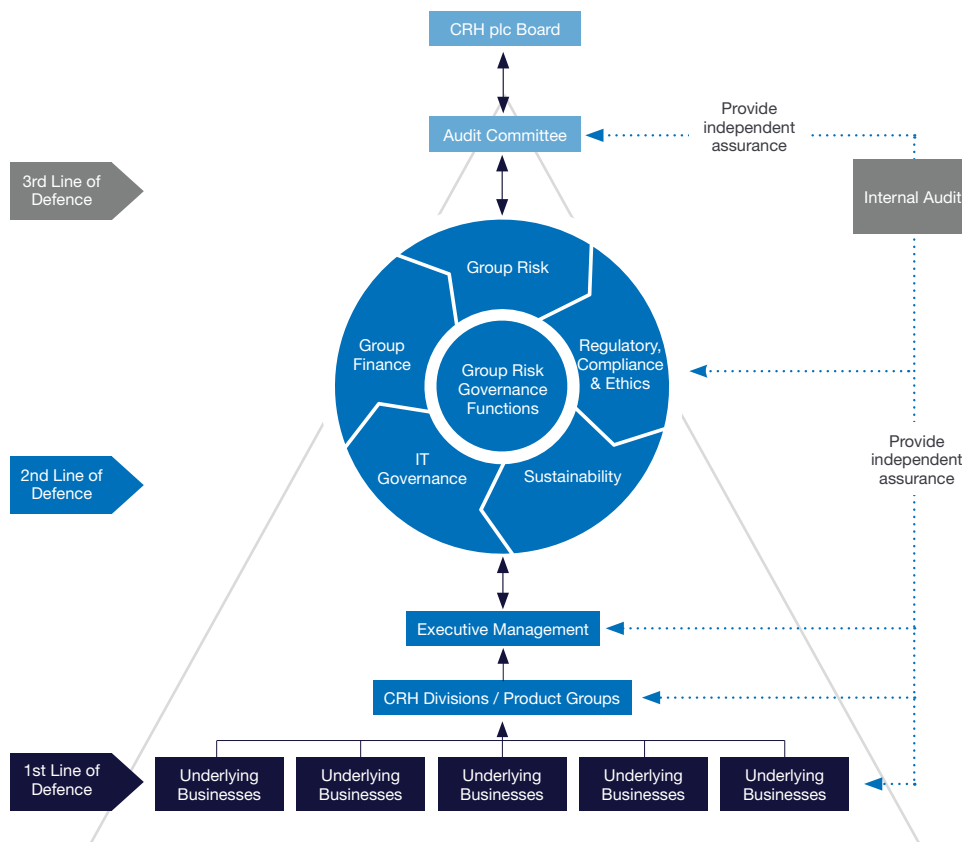 CRH plc Board
Provide
independent
assurance
Audit Committee
3rd Line of
Defence
Internal Audit
Group Risk
Group
Finance
Regulatory,
Compliance
& Ethics
Group Risk
Governance
Functions
IT
Governance
Sustainability
2nd Line of
Defence
Provide
independent
assurance
Executive Management
CRH Divisions / Product Groups
1st Line of
Defence
Underlying
Businesses
Underlying
Businesses
Underlying
Businesses
Underlying
Businesses
Underlying
Businesses